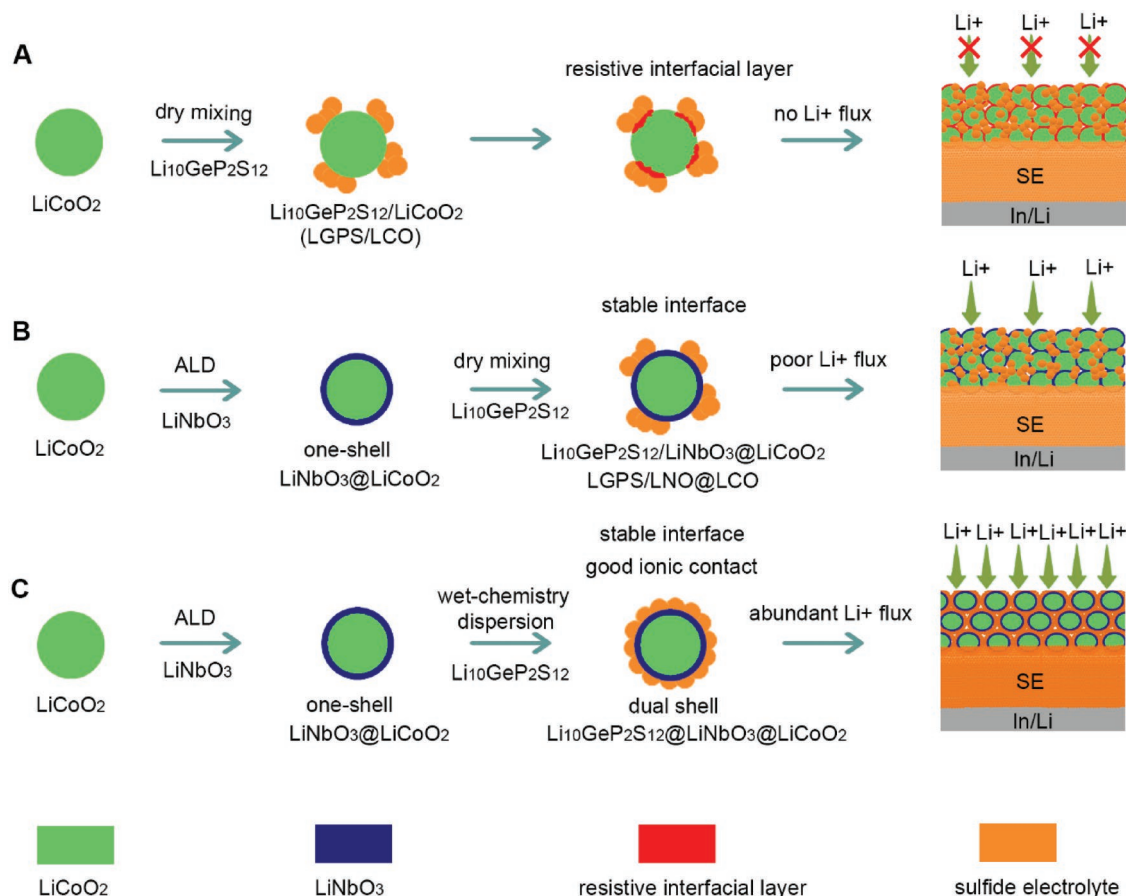 A
LiCoO2
dry mixing
Li10GeP2S12
Li10GeP2S12/LiCoO2
(LGPS/LCO)
resistive interfacial layer
no Li+ flux
Li+ Li+ Li+
SE
In/Li
B
LiCoO2
ALD
LiNbO3
one-shell
LiNbO3@LiCoO2
dry mixing
Li10GeP2S12
stable interface
Li10GeP2S12/LiNbO3@LiCoO2
LGPS/LNO@LCO
poor Li+ flux
Li+ Li+ Li+
SE
In/Li
C
LiCoO2
ALD
LiNbO3
one-shell
LiNbO3@LiCoO2
wet-chemistry
dispersion
Li10GeP2S12
stable interface
good ionic contact
dual shell
Li10GeP2S12@LiNbO3@LiCoO2
abundant Li+ flux
Li+ Li+ Li+ Li+ Li+ Li+
SE
In/Li
LiCoO2
LiNbO3
resistive interfacial layer
sulfide electrolyte